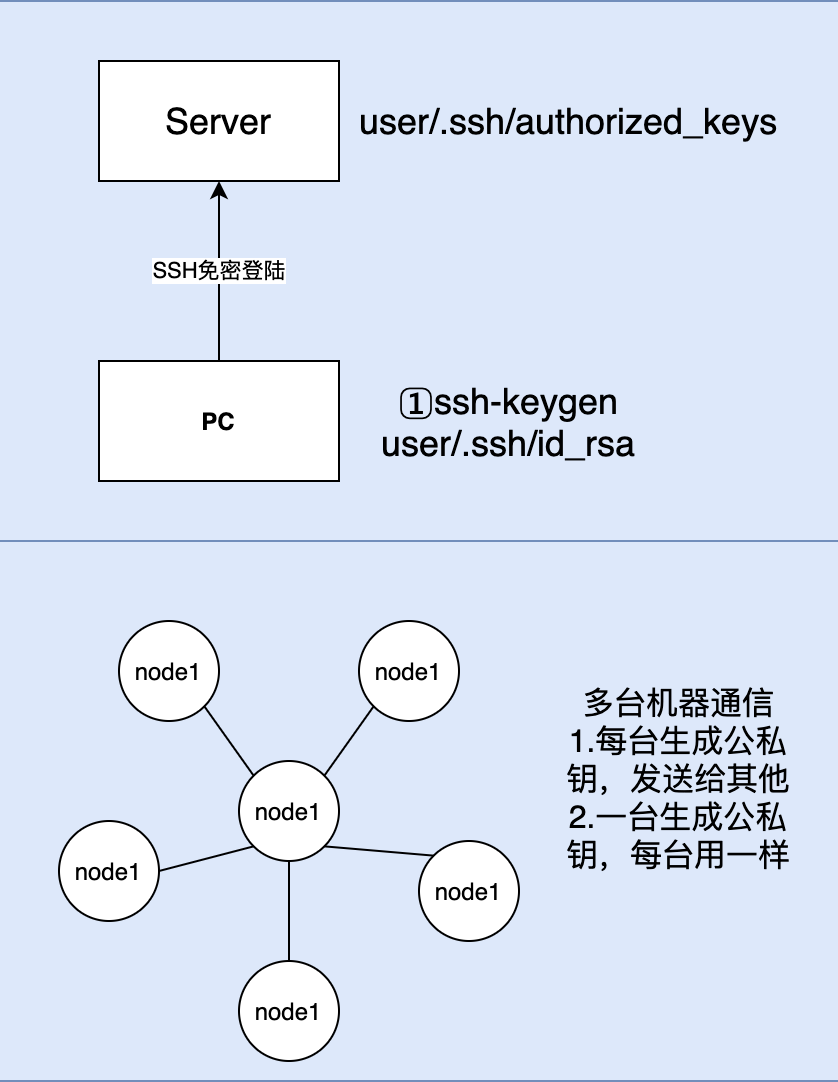 Server
user/.ssh/authorized_keys
SSH免密登陆
PC
1ssh-keygen
user/.ssh/id_rsa
node1
node1
多台机器通信
1.每台生成公私
钥，发送给其他
2.一台生成公私
钥，每台用一样
node1
node1
node1
node1